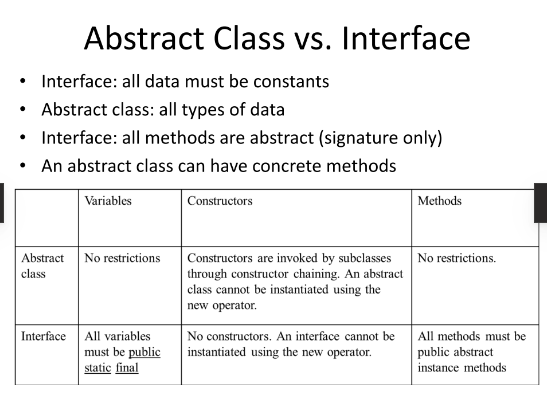 Abstract Class vs. Interface
• Interface: all data must be constants
• Abstract class: all types of data
• Interface: all methods are abstract (signature only)
• An abstract class can have concrete methods
Variables Constructors Methods
Abstract class No restrictions Constructors are invoked by subclasses through constructor chaining. An abstract class cannot be instantiated using the new operator. No restrictions.
Interface All variables must be public static final No constructors. An interface cannot be instantiated using the new operator. All methods must be public abstract instance methods